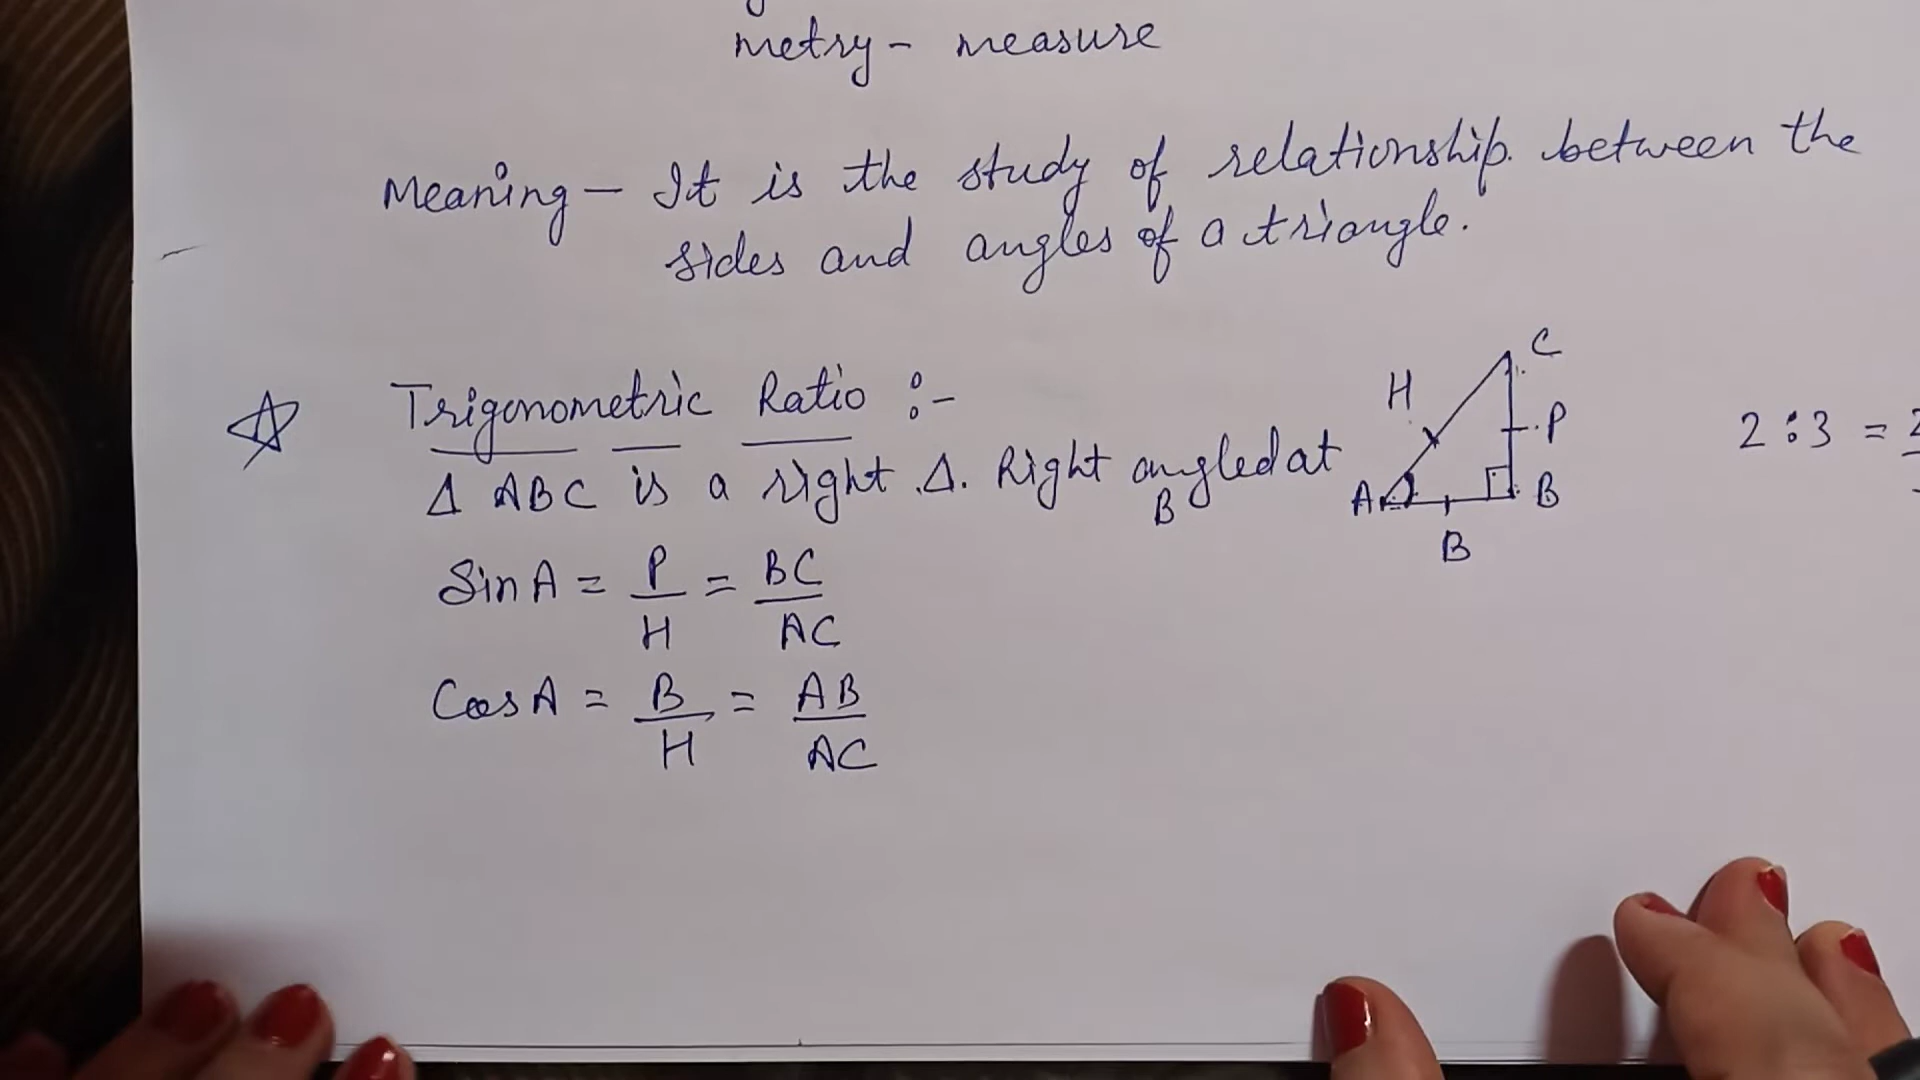 metry - measure
Meaning - It is the study of relationship between the
sides and angles of a triangle.
Trigonometric Ratio :-
Δ ABC is a right Δ. Right angled at
B
Sin A = P/H = BC/AC
Cos A = B/H = AB/AC
C
H
P
A
B
B
2:3 =